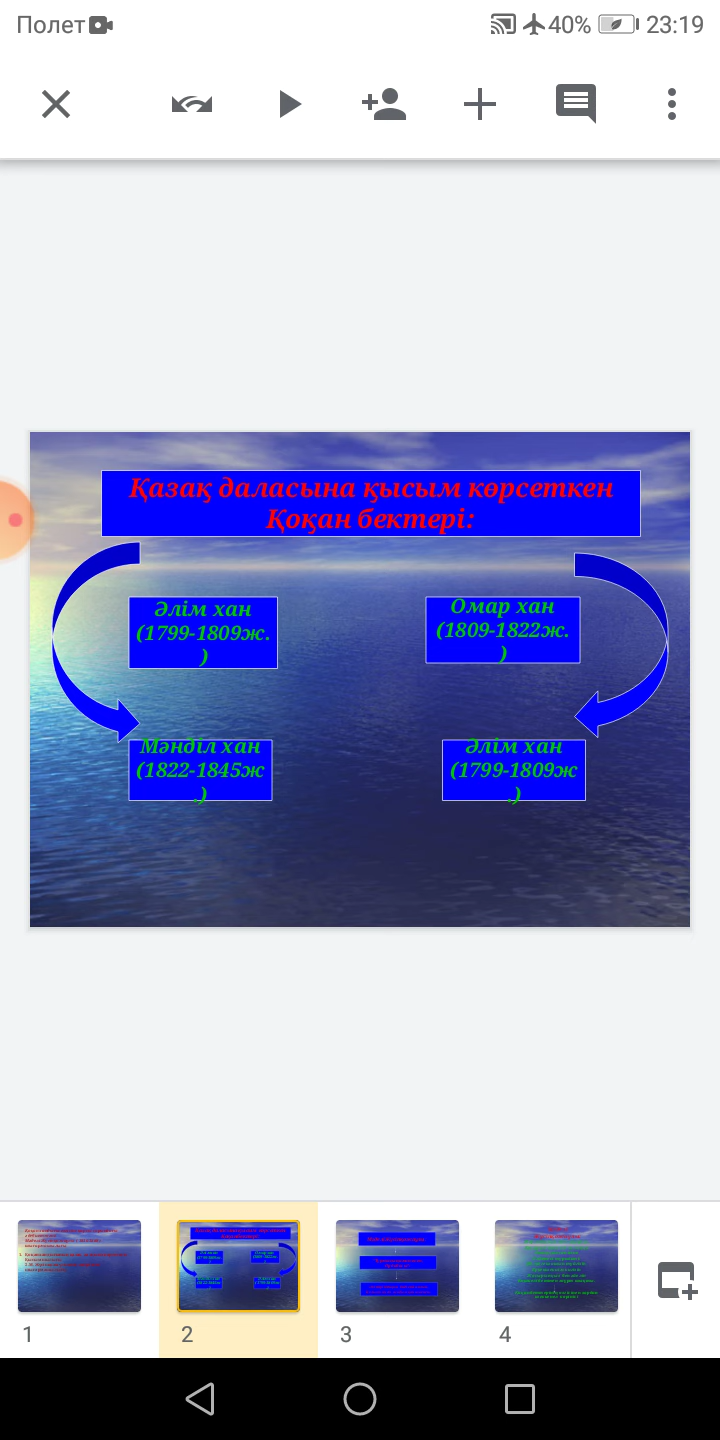 Полет
40%
23:19
Қазақ даласына қысым көрсеткен
Қоқан бектері:
Әлім хан
(1799-1809ж.
)
Омар хан
(1809-1822ж.
)
Мәнділ хан
(1822-1845ж
.)
Әлім хан
(1799-1809ж
.)
1
2
3
4